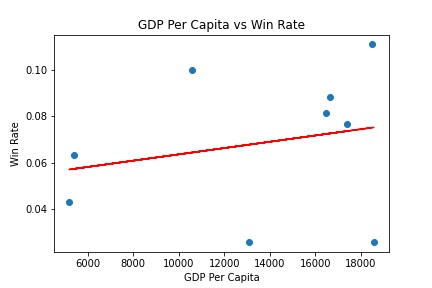 GDP Per Capita vs Win Rate
0.10
0.08
0.06
0.04
Win Rate
6000 8000 10000 12000 14000 16000 18000
GDP Per Capita